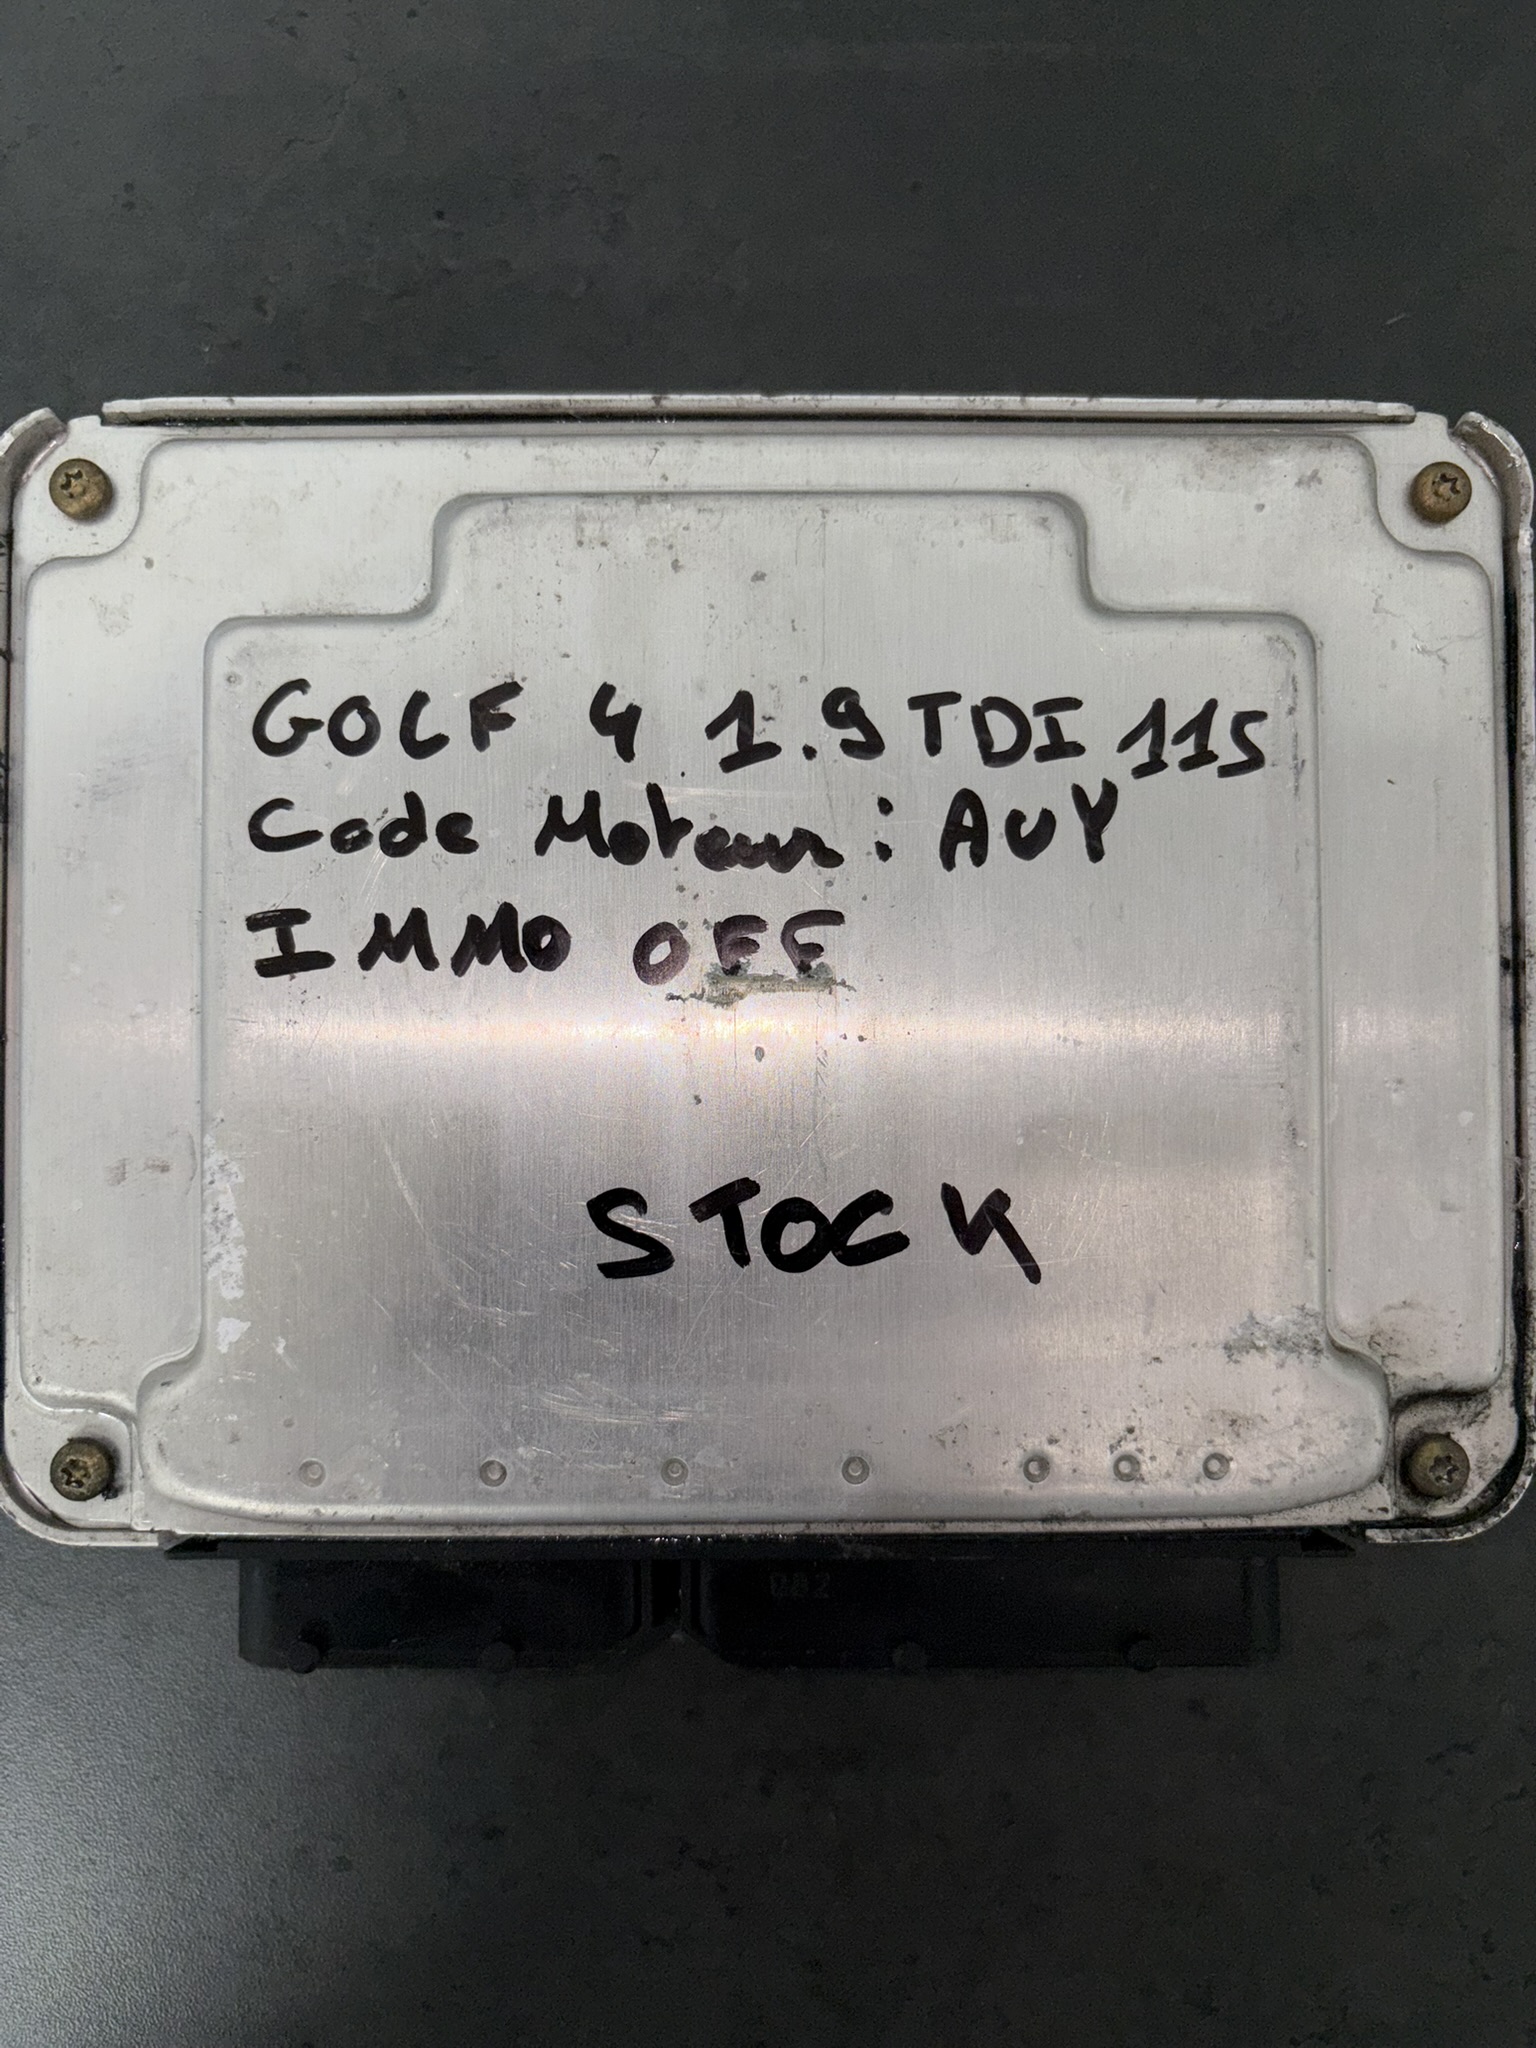 GOLF 4 1.9 TDI 115
Code Moteur : AUY
IMMO OFF
STOCK